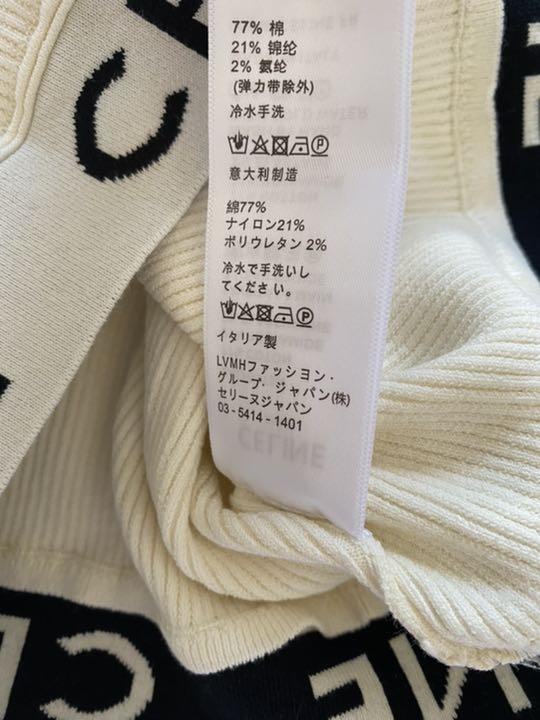 77% 棉
21% 锦纶
2% 氨纶
(弹力带除外)
冷水手洗
意大利制造
綿77%
ナイロン21%
ポリウレタン 2%
冷水で手洗いし
てくださ い。
イタリア製
LVMHファッション・
グループ・ジャパン(株)
セリーヌジャパン
03 - 5414 - 1401
CELINE